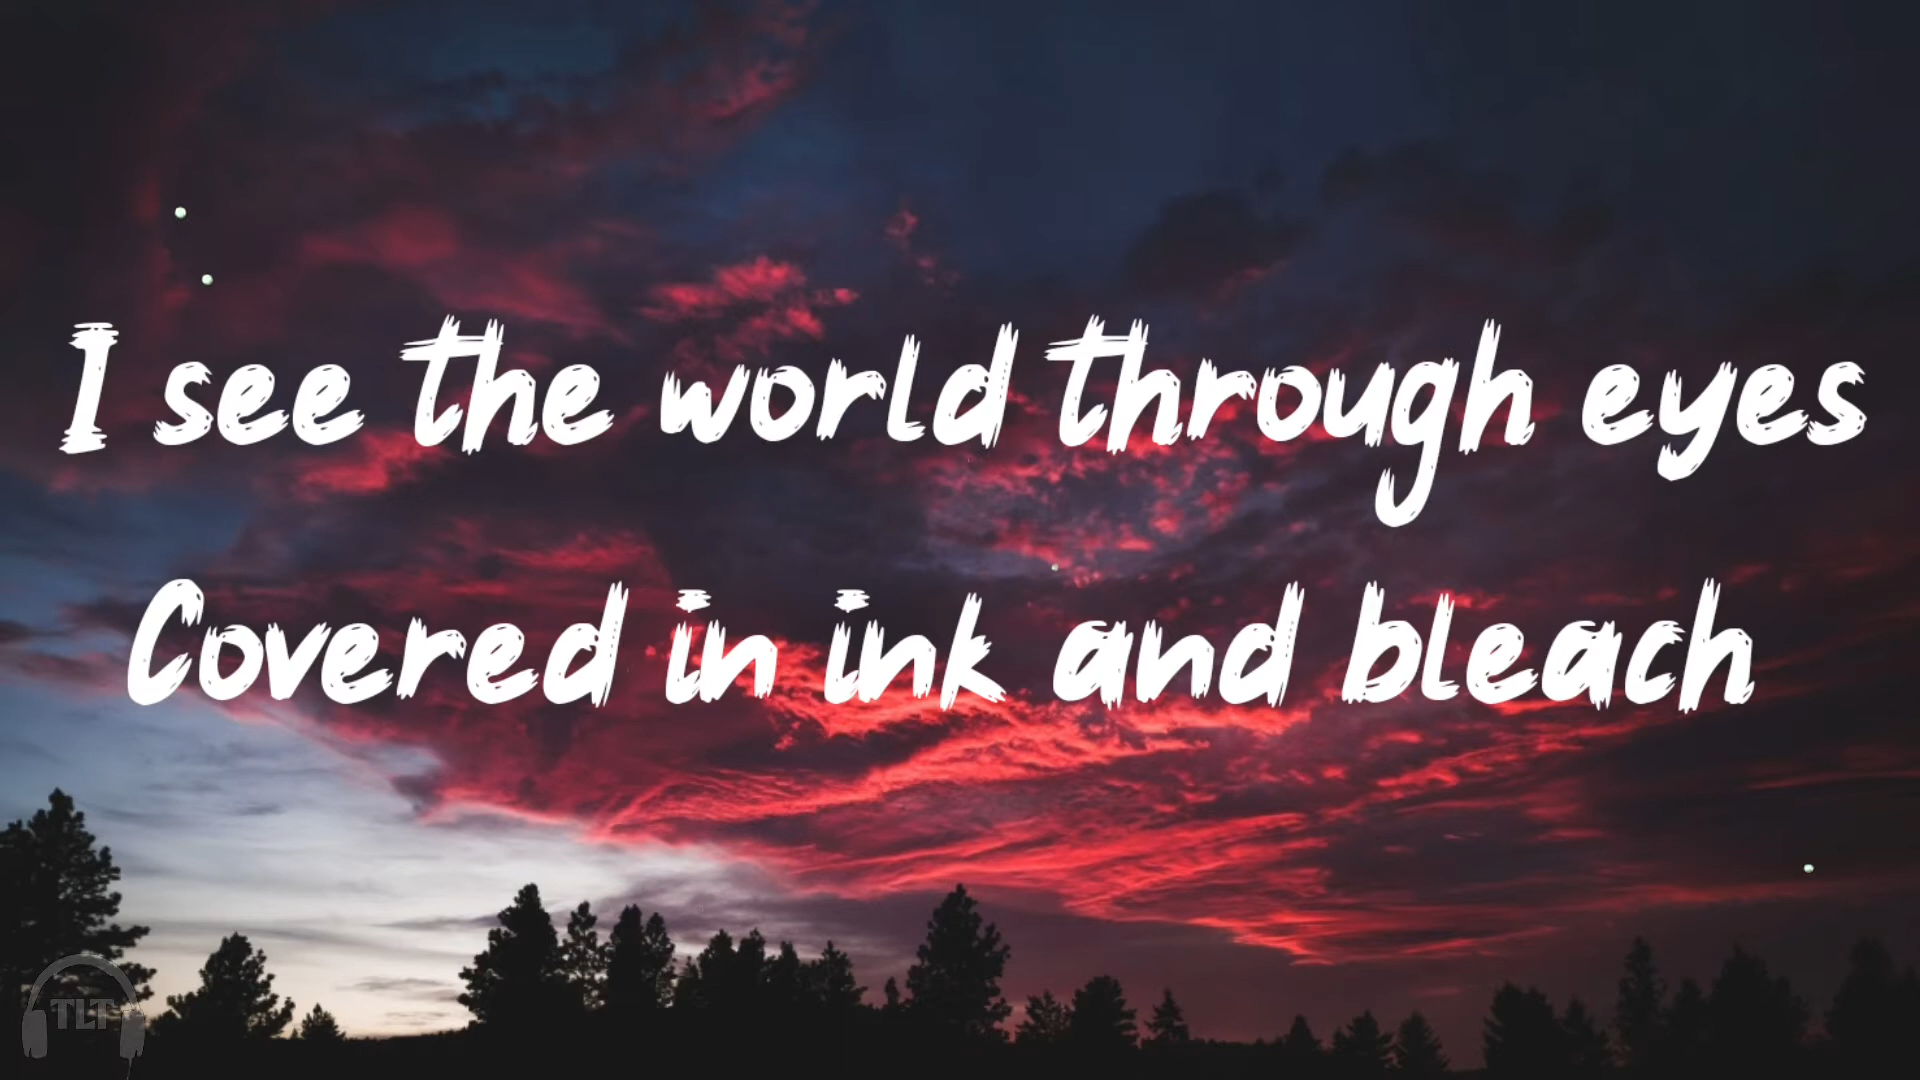 I see the world through eyes
Covered in ink and bleach
TLT